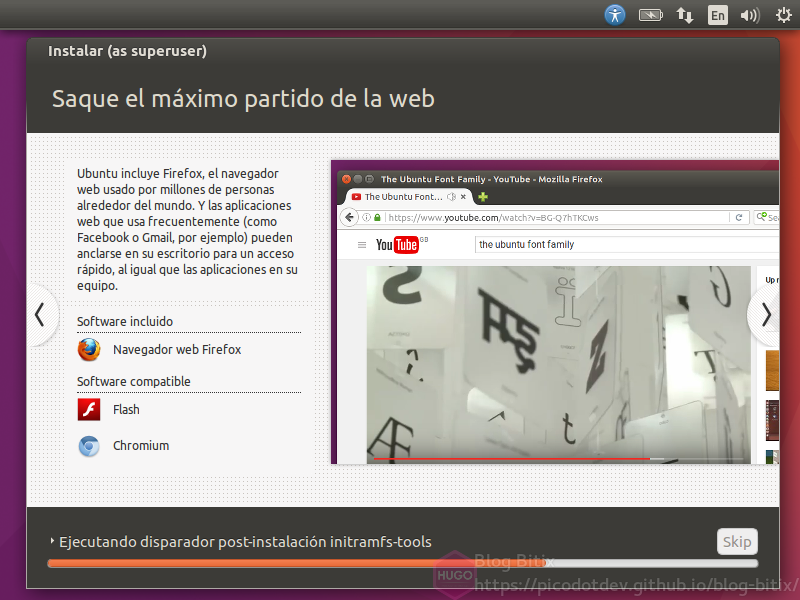 En
Instalar (as superuser)
Saque el máximo partido de la web
Ubuntu incluye Firefox, el navegador
web usado por millones de personas
alrededor del mundo. Y las aplicaciones
web que usa frecuentemente (como
Facebook o Gmail, por ejemplo) pueden
anclarse en su escritorio para un acceso
rápido, al igual que las aplicaciones en su
equipo.
Software incluido
Navegador web Firefox
Software compatible
Flash
Chromium
The Ubuntu Font Family - YouTube - Mozilla Firefox
The Ubuntu Font...
https://www.youtube.com/watch?v=BG-Q7hTKCws
Sea
YouTube GB
the ubuntu font family
Up n
Ejecutando disparador post-instalación initramfs-tools
Skip
HUGO
Blog Bitix
https://picodotdev.github.io/blog-bitix/